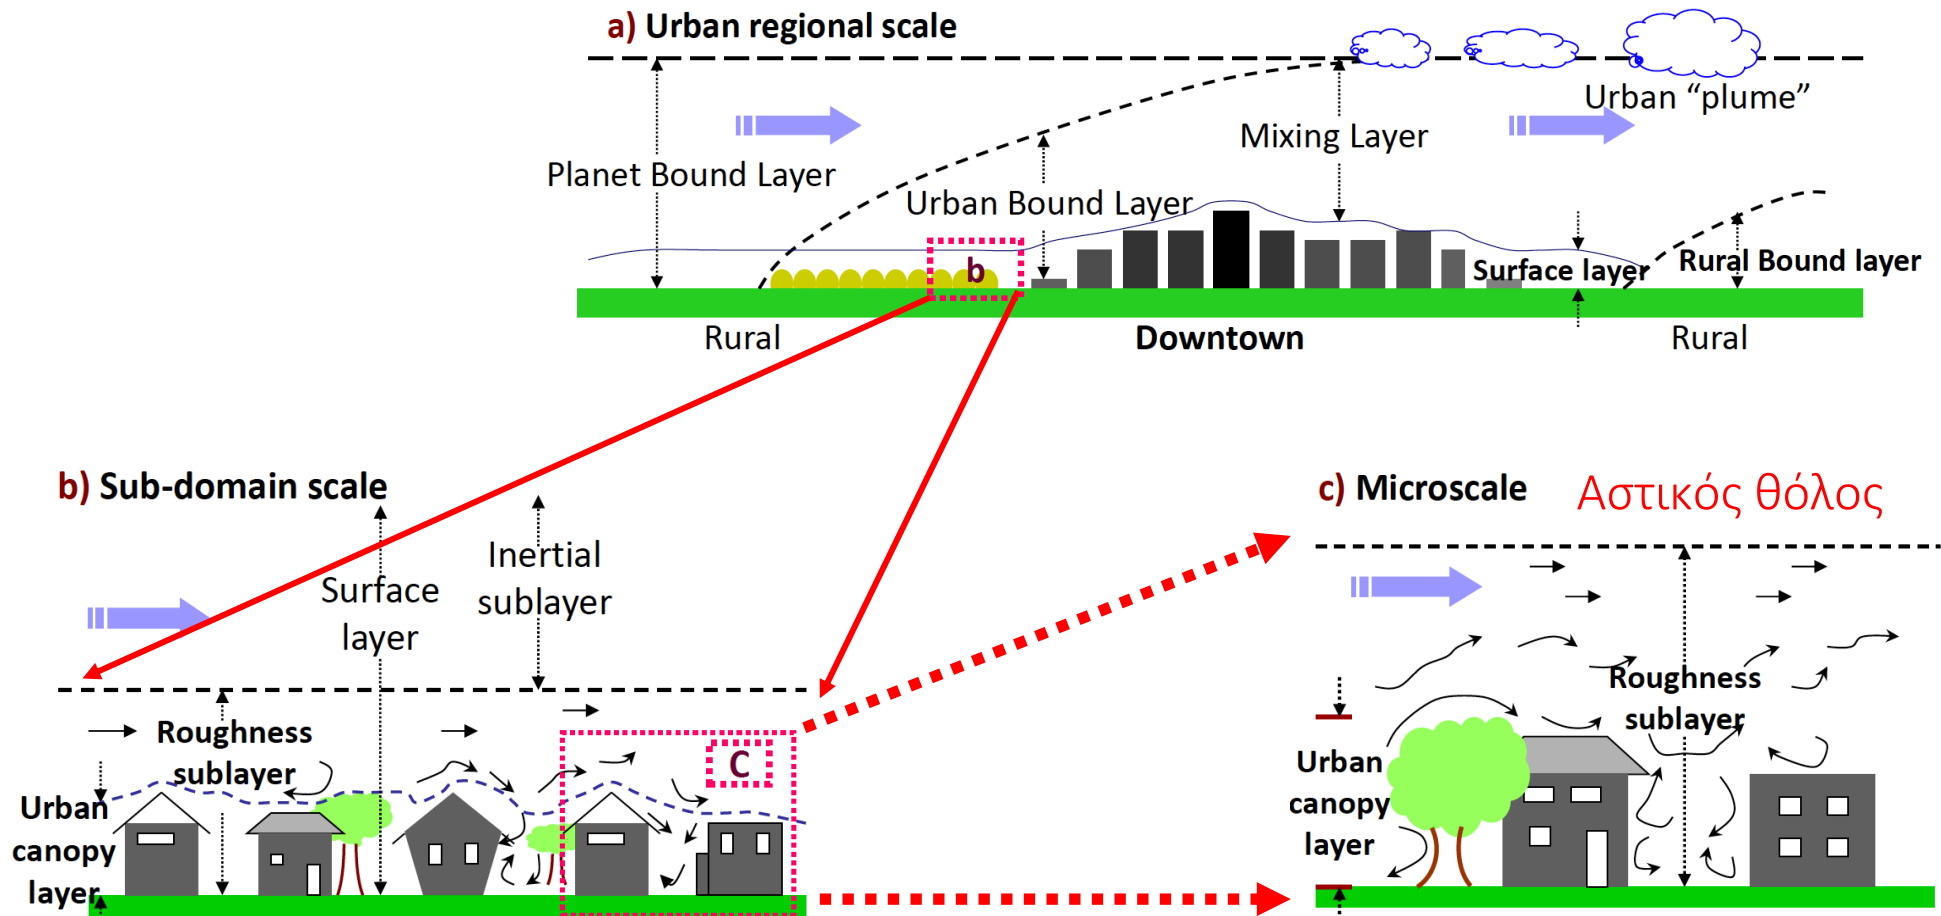 a) Urban regional scale
Urban “plume”
Mixing Layer
Planet Bound Layer
Urban Bound Layer
b
Surface layer
Rural Bound layer
Rural
Downtown
Rural
b) Sub-domain scale
Inertial
sublayer
Surface
layer
Roughness
sublayer
C
Urban
canopy
layer
c) Microscale
Αστικός θόλος
Roughness
sublayer
Urban
canopy
layer